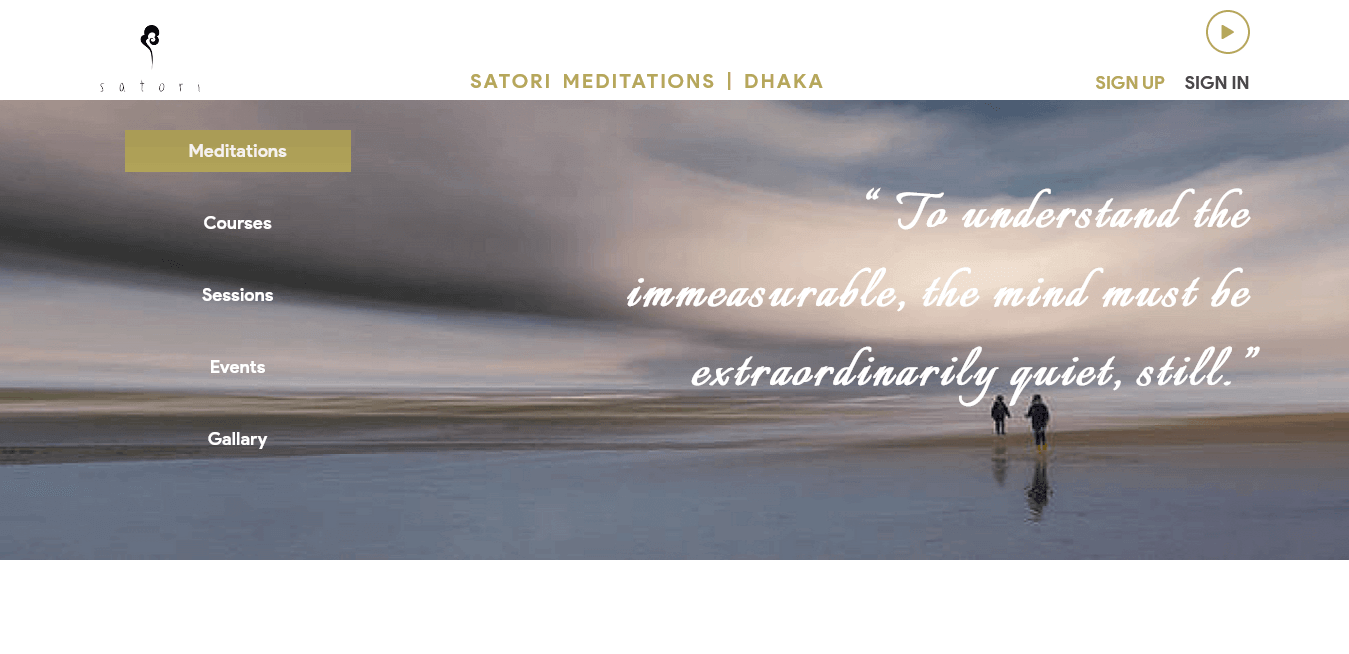 satori
SATORI MEDITATIONS | DHAKA
SIGN UP SIGN IN
Meditations
Courses
Sessions
Events
Gallary
“ To understand the
immeasurable, the mind must be
extraordinarily quiet, still.”